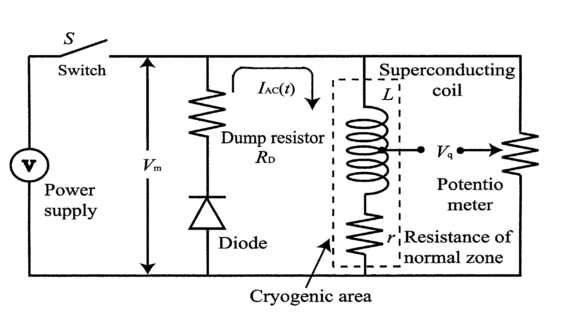 S
Switch
Superconducting
coil
I_AC(t)
L
Dump resistor
R_D
V_m
V_q
V
Power
supply
Potentio
meter
Diode
r
Resistance of
normal zone
Cryogenic area